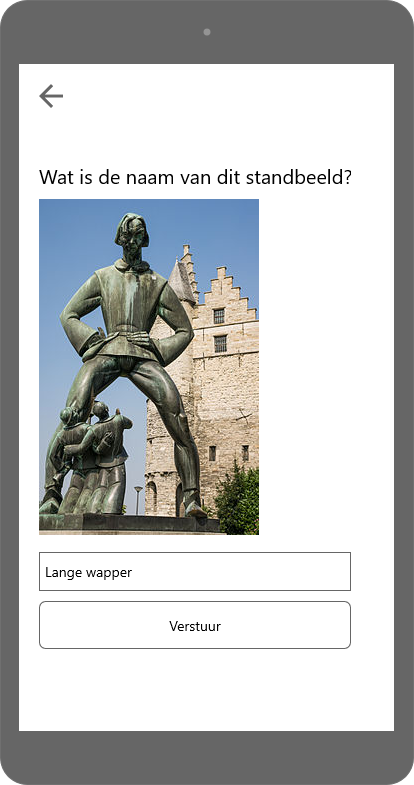 Wat is de naam van dit standbeeld?
Lange wapper
Verstuur